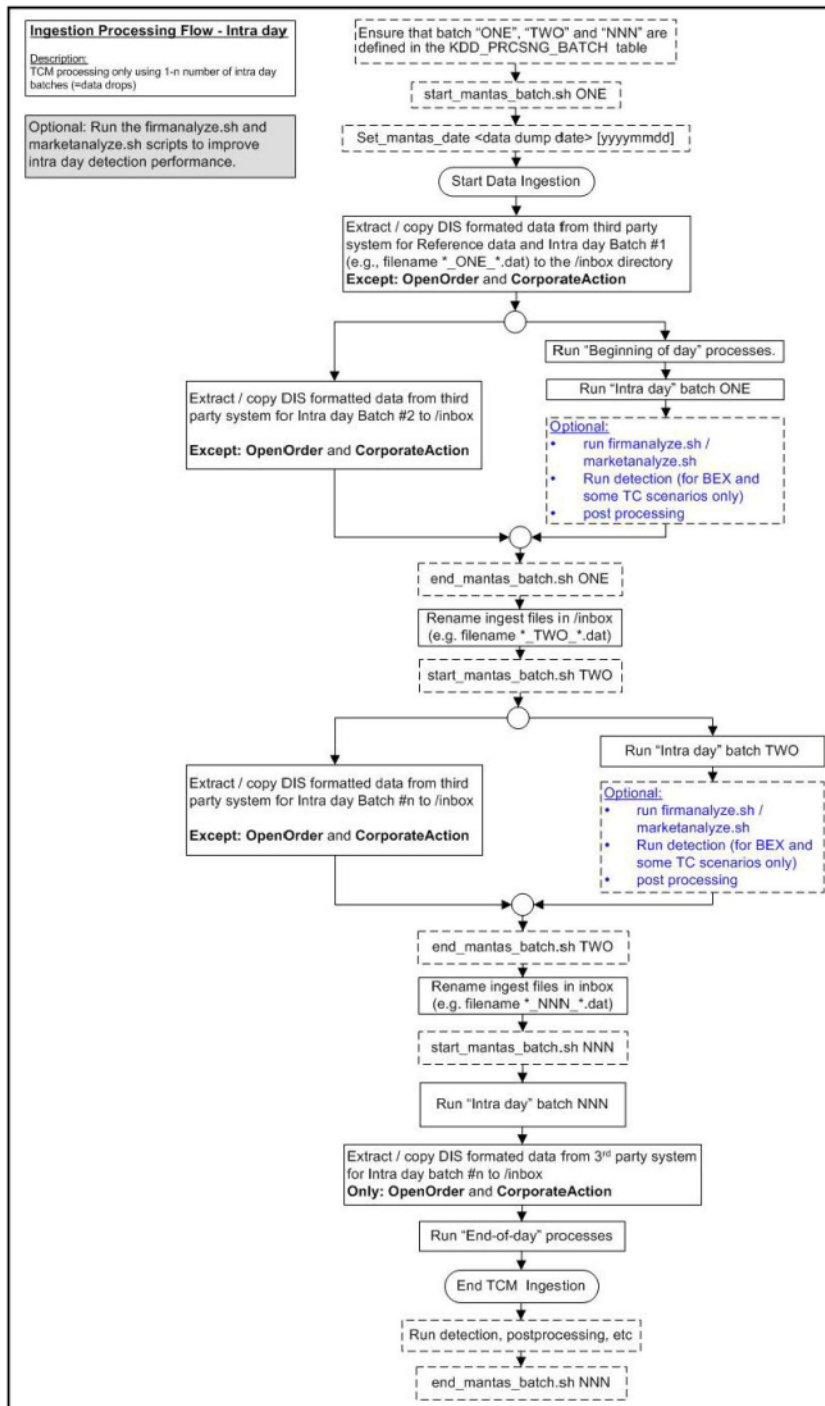 Ingestion Processing Flow - Intra day
Description:
TCM processing only using 1-n number of intra day
batches (=data drops)
Optional: Run the firmanalyze.sh and
marketanalyze.sh scripts to improve
intra day detection performance.
Ensure that batch “ONE”, “TWO” and “NNN” are
defined in the KDD_PRCSNG_BATCH table
start_mantas_batch.sh ONE
Set_mantas_date <data dump date> [yyyymmdd]
Start Data Ingestion
Extract / copy DIS formated data from third party
system for Reference data and Intra day Batch #1
(e.g., filename *_ONE_*.dat) to the /inbox directory
Except: OpenOrder and CorporateAction
Run “Beginning of day” processes.
Run “Intra day” batch ONE
Extract / copy DIS formatted data from third
party system for Intra day Batch #2 to /inbox
Except: OpenOrder and CorporateAction
Optional:
• run firmanalyze.sh /
marketanalyze.sh
• Run detection (for BEX and
some TC scenarios only)
• post processing
end_mantas_batch.sh ONE
Rename ingest files in /inbox
(e.g. filename *_TWO_*.dat)
start_mantas_batch.sh TWO
Run “Intra day” batch TWO
Extract / copy DIS formatted data from third
party system for Intra day Batch #n to /inbox
Except: OpenOrder and CorporateAction
Optional:
• run firmanalyze.sh /
marketanalyze.sh
• Run detection (for BEX and
some TC scenarios only)
• post processing
end_mantas_batch.sh TWO
Rename ingest files in inbox
(e.g. filename *_NNN_*.dat)
start_mantas_batch.sh NNN
Run “Intra day” batch NNN
Extract / copy DIS formated data from 3rd party system
for Intra day batch #n to /inbox
Only: OpenOrder and CorporateAction
Run “End-of-day” processes
End TCM Ingestion
Run detection, postprocessing, etc
end_mantas_batch.sh NNN